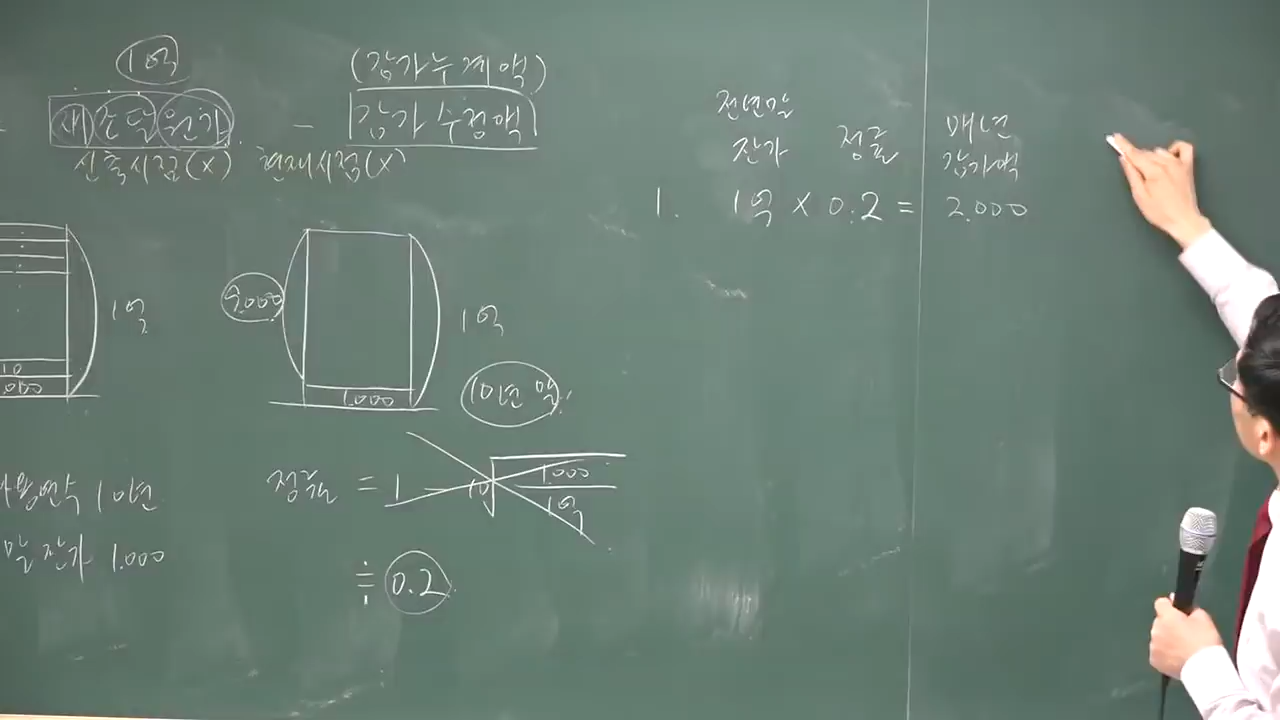 1억
(감가누계액)
재조달원가 - 감가수정액
신축시점(x) 현재시점(x)
1억
10
.000
9.000
1억
1.000
10년 말
내용연수 10년
말 잔가 1.000
정률 = 1 - 10√ 1.000 / 1억
≒ 0.2
전년말
잔가 정률
매년
감가액
1. 1억 x 0.2 = 2.000